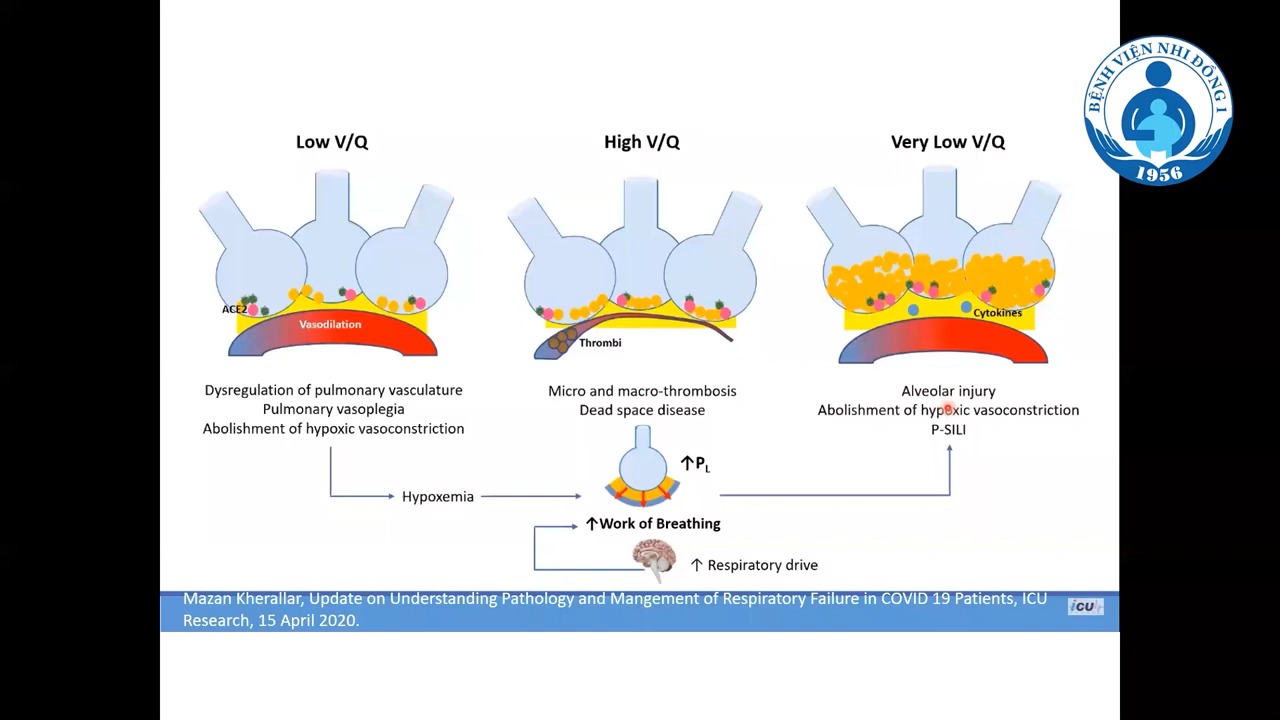 BỆNH VIỆN NHI ĐỒNG 1
1956
Low V/Q
High V/Q
Very Low V/Q
ACE2
Vasodilation
Thrombi
Cytokines
Dysregulation of pulmonary vasculature
Pulmonary vasoplegia
Abolishment of hypoxic vasoconstriction
Micro and macro-thrombosis
Dead space disease
Alveolar injury
Abolishment of hypoxic vasoconstriction
P-SILI
↑PL
Hypoxemia
↑Work of Breathing
↑ Respiratory drive
Mazan Kherallar, Update on Understanding Pathology and Mangement of Respiratory Failure in COVID 19 Patients, ICU
Research, 15 April 2020.